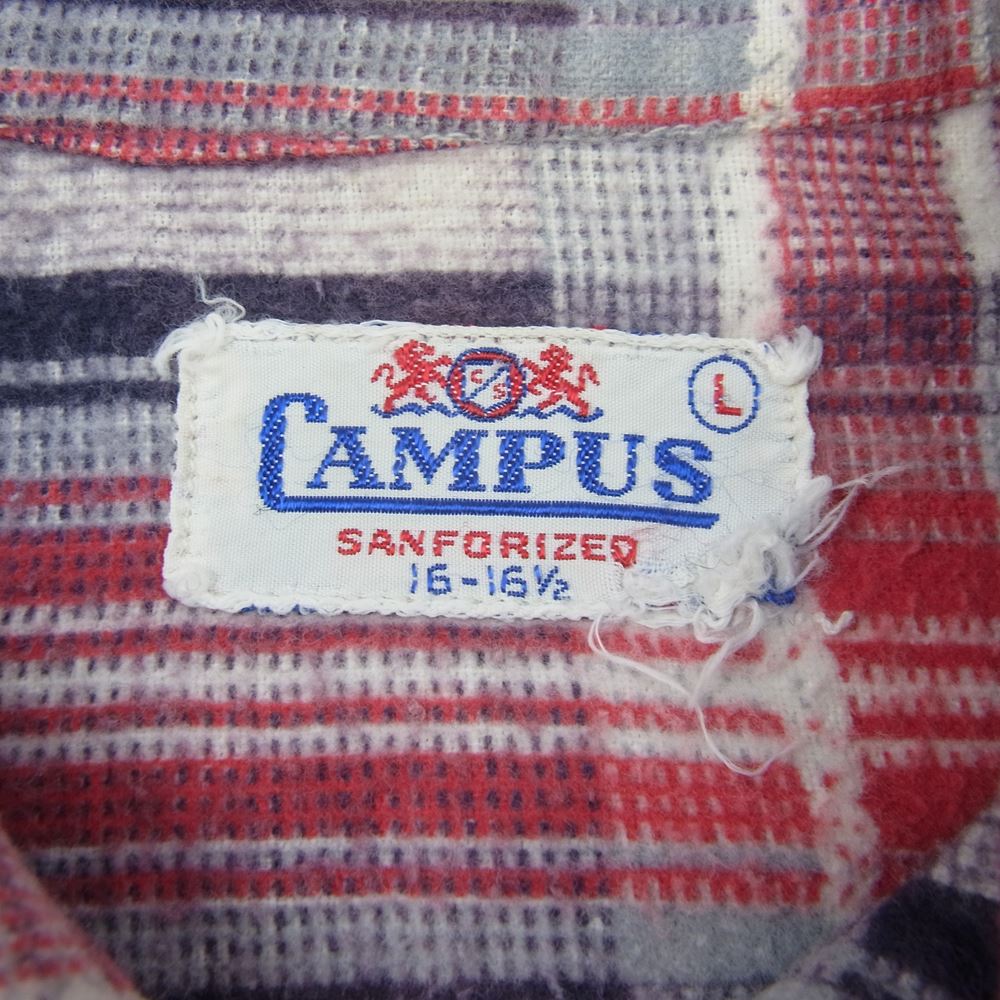 C/S
L
CAMPUS
SANFORIZED
16-16½